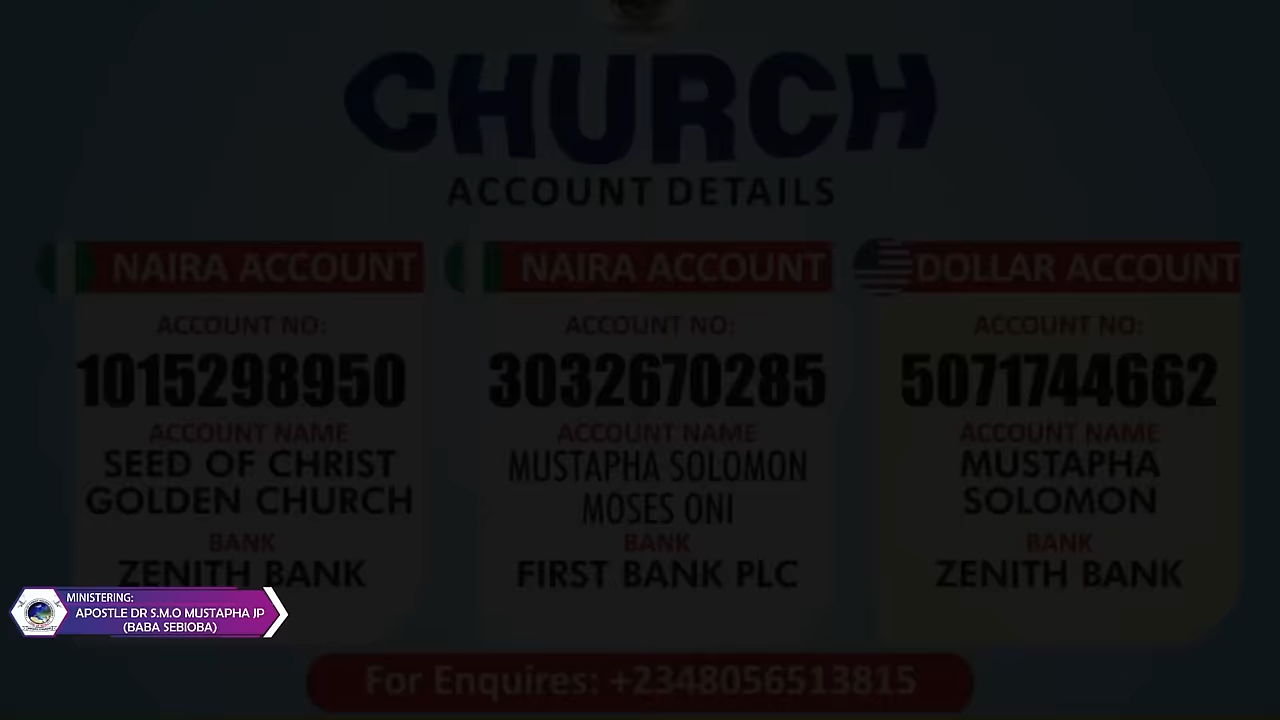 CHURCH
ACCOUNT DETAILS
NAIRA ACCOUNT
ACCOUNT NO:
1015298950
ACCOUNT NAME
SEED OF CHRIST
GOLDEN CHURCH
BANK
ZENITH BANK
NAIRA ACCOUNT
ACCOUNT NO:
3032670285
ACCOUNT NAME
MUSTAPHA SOLOMON
MOSES ONI
BANK
FIRST BANK PLC
DOLLAR ACCOUNT
ACCOUNT NO:
5071744662
ACCOUNT NAME
MUSTAPHA
SOLOMON
BANK
ZENITH BANK
MINISTERING:
APOSTLE DR S.M.O MUSTAPHA JP
(BABA SEBIOBA)
For Enquires: +2348056513815